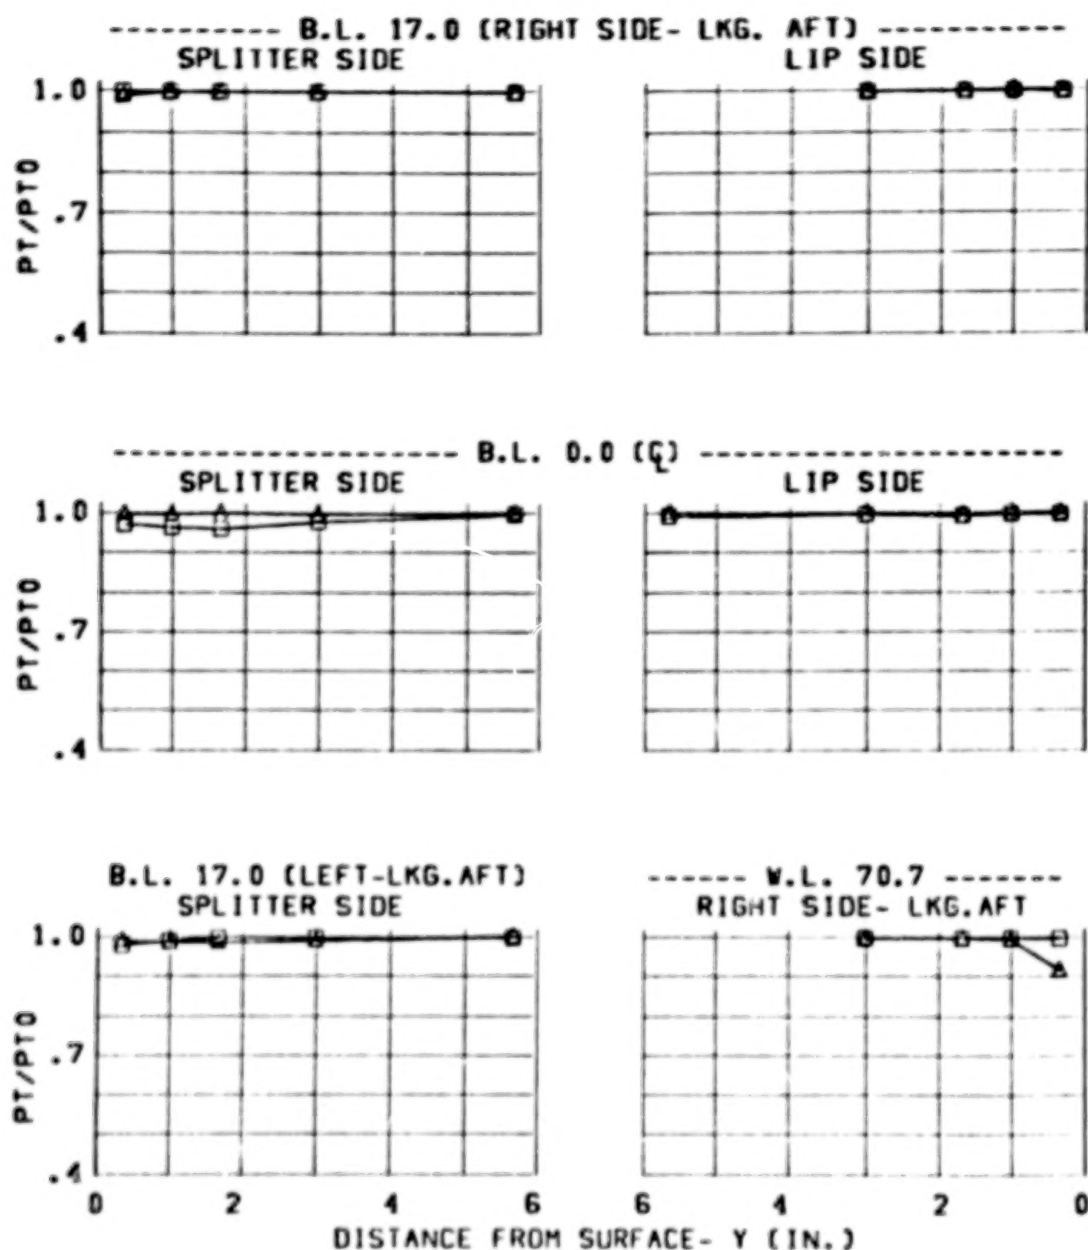 ---------- B.L. 17.0 (RIGHT SIDE- LKG. AFT) -----------
SPLITTER SIDE
LIP SIDE
1.0
.7
.4
PT/PTO
-------------------- B.L. 0.0 (℄) ---------------------
SPLITTER SIDE
LIP SIDE
1.0
.7
.4
PT/PTO
B.L. 17.0 (LEFT-LKG.AFT)
SPLITTER SIDE
------ W.L. 70.7 -------
RIGHT SIDE- LKG.AFT
1.0
.7
.4
PT/PTO
0 2 4 6
6 4 2 0
DISTANCE FROM SURFACE- Y (IN.)